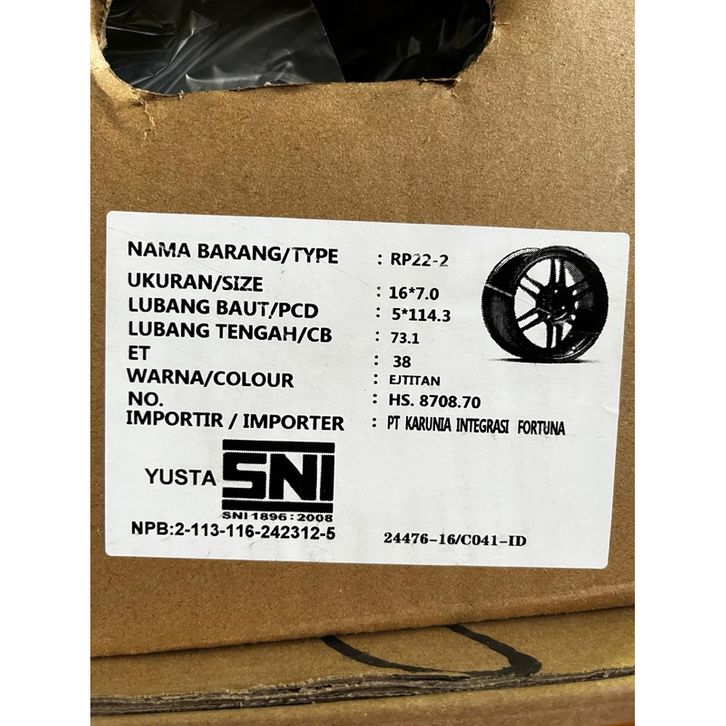 NAMA BARANG/TYPE : RP22-2
UKURAN/SIZE : 16*7.0
LUBANG BAUT/PCD : 5*114.3
LUBANG TENGAH/CB : 73.1
ET : 38
WARNA/COLOUR : EJTITAN
NO. : HS. 8708.70
IMPORTIR / IMPORTER : PT KARUNIA INTEGRASI FORTUNA
YUSTA SNI
SNI 1896:2008
NPB:2-113-116-242312-5
24476-16/C041-ID